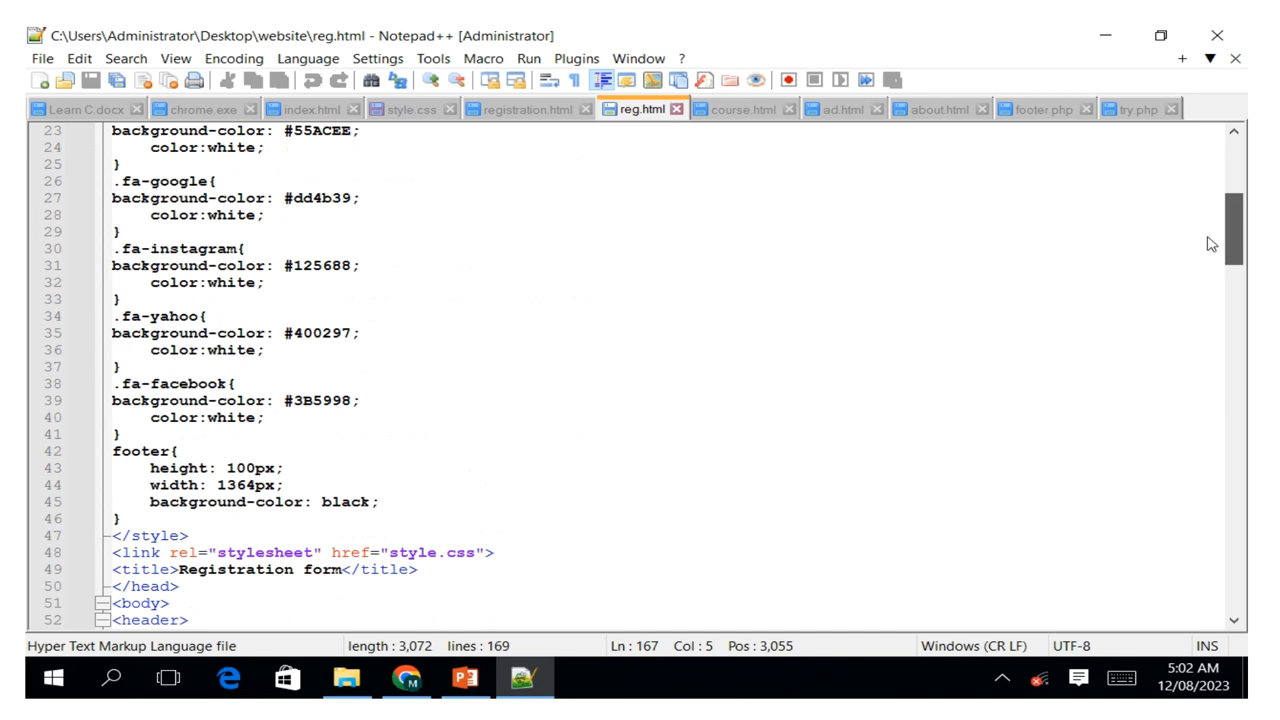 C:\Users\Administrator\Desktop\website\reg.html - Notepad++ [Administrator]
File Edit Search View Encoding Language Settings Tools Macro Run Plugins Window ?
Learn C.docx chrome.exe index.html style.css registration.html reg.html course.html ad.html about.html footer.php try.php
23 background-color: #55ACEE;
24 color:white;
25 }
26 .fa-google{
27 background-color: #dd4b39;
28 color:white;
29 }
30 .fa-instagram{
31 background-color: #125688;
32 color:white;
33 }
34 .fa-yahoo{
35 background-color: #400297;
36 color:white;
37 }
38 .fa-facebook{
39 background-color: #3B5998;
40 color:white;
41 }
42 footer{
43 height: 100px;
44 width: 1364px;
45 background-color: black;
46 }
47 </style>
48 <link rel="stylesheet" href="style.css">
49 <title>Registration form</title>
50 </head>
51 <body>
52 <header>
Hyper Text Markup Language file length : 3,072 lines : 169 Ln : 167 Col : 5 Pos : 3,055 Windows (CR LF) UTF-8 INS
5:02 AM
12/08/2023